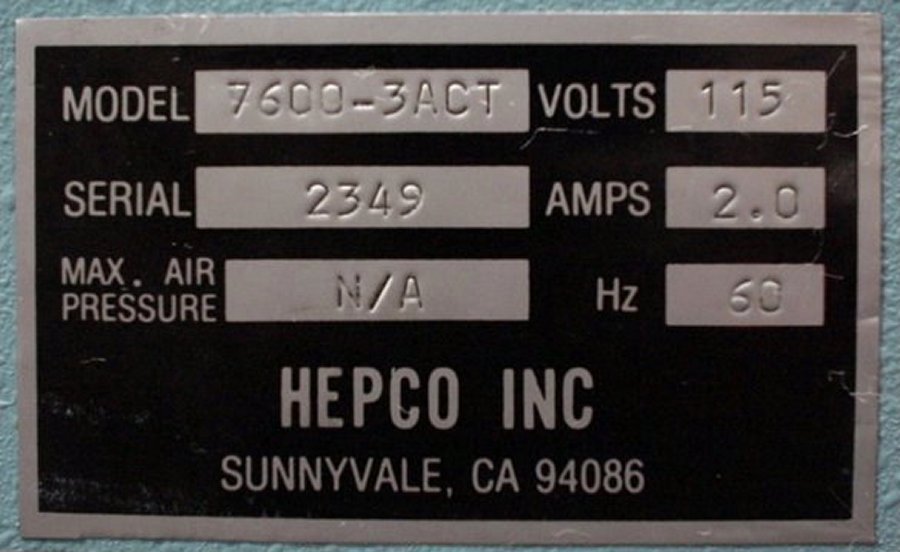 MODEL 7600-3ACT VOLTS 115
SERIAL 2349 AMPS 2.0
MAX. AIR PRESSURE N/A Hz 60
HEPCO INC
SUNNYVALE, CA 94086